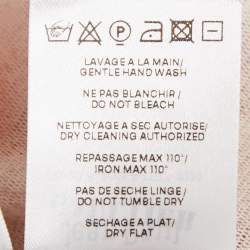 LAVAGE A LA MAIN/
GENTLE HAND WASH
NE PAS BLANCHIR /
DO NOT BLEACH
NETTOYAGE A SEC AUTORISE/
DRY CLEANING AUTHORIZED
REPASSAGE MAX 110°/
IRON MAX 110°
PAS DE SECHE LINGE /
DO NOT TUMBLE DRY
SECHAGE A PLAT/
DRY FLAT